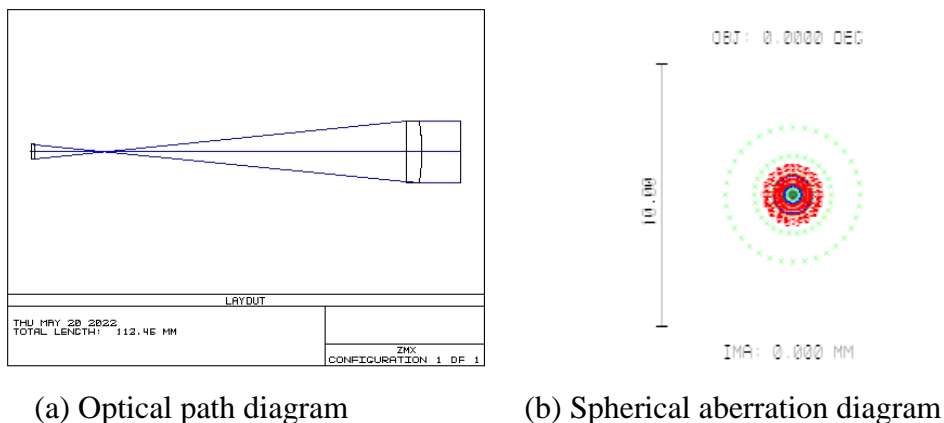 LAYOUT
THU MAY 20 2022
TOTAL LENGTH: 112.46 MM
ZMX
CONFIGURATION 1 OF 1
OBJ: 0.0000 DEG
10.00
IMA: 0.000 MM
(a) Optical path diagram
(b) Spherical aberration diagram